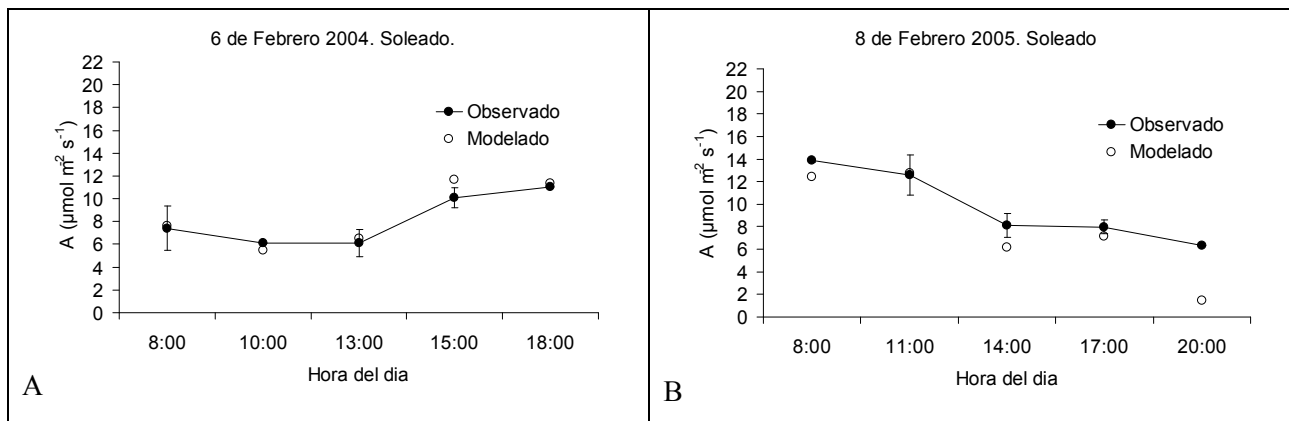 6 de Febrero 2004. Soleado.
22
20
18
16
14
12
10
8
6
4
2
0
A (µmol m⁻² s⁻¹)
Observado
Modelado
8:00 10:00 13:00 15:00 18:00
Hora del dia
A
8 de Febrero 2005. Soleado
22
20
18
16
14
12
10
8
6
4
2
0
A (µmol m⁻² s⁻¹)
Observado
Modelado
8:00 11:00 14:00 17:00 20:00
Hora del dia
B